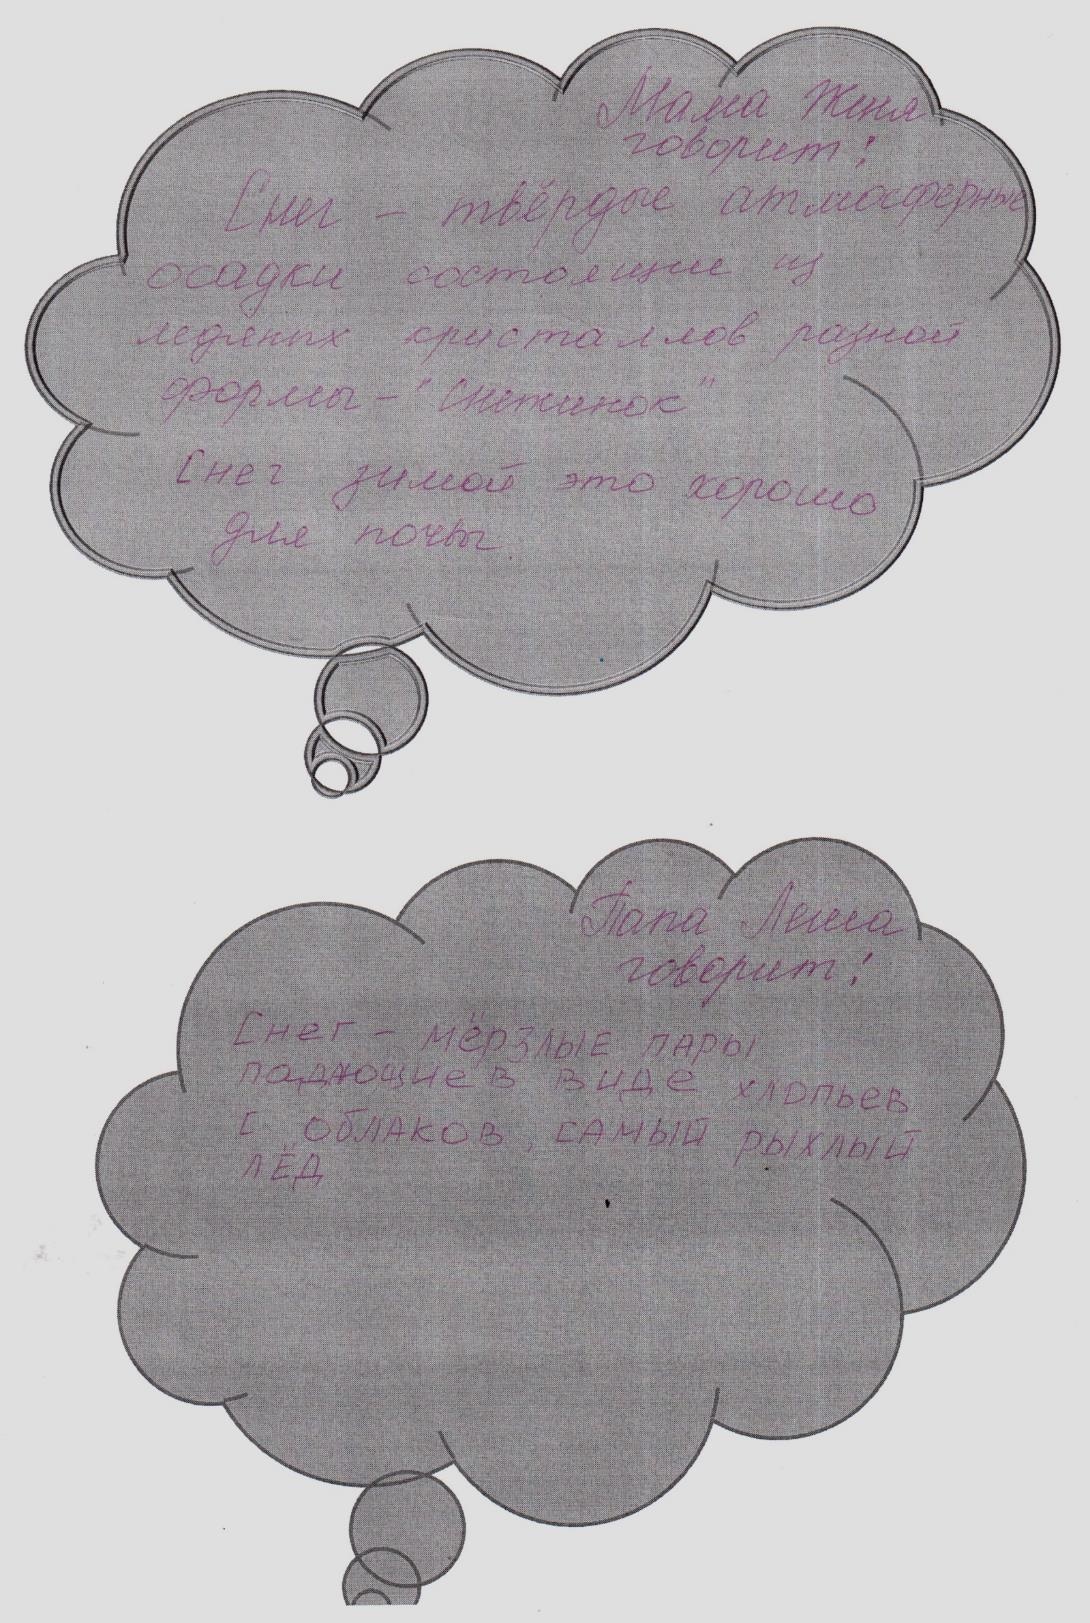 Мама Женя
говорит!
Снег - твёрдые атмосферные
осадки состоящие из
ледяных кристаллов разной
формы - "Снежинок"
Снег зимой это хорошо
для почвы.
Папа Леша
говорит!
Снег - мёрзлые пары
падающие в виде хлопьев
с облаков, самый рыхлый
лёд